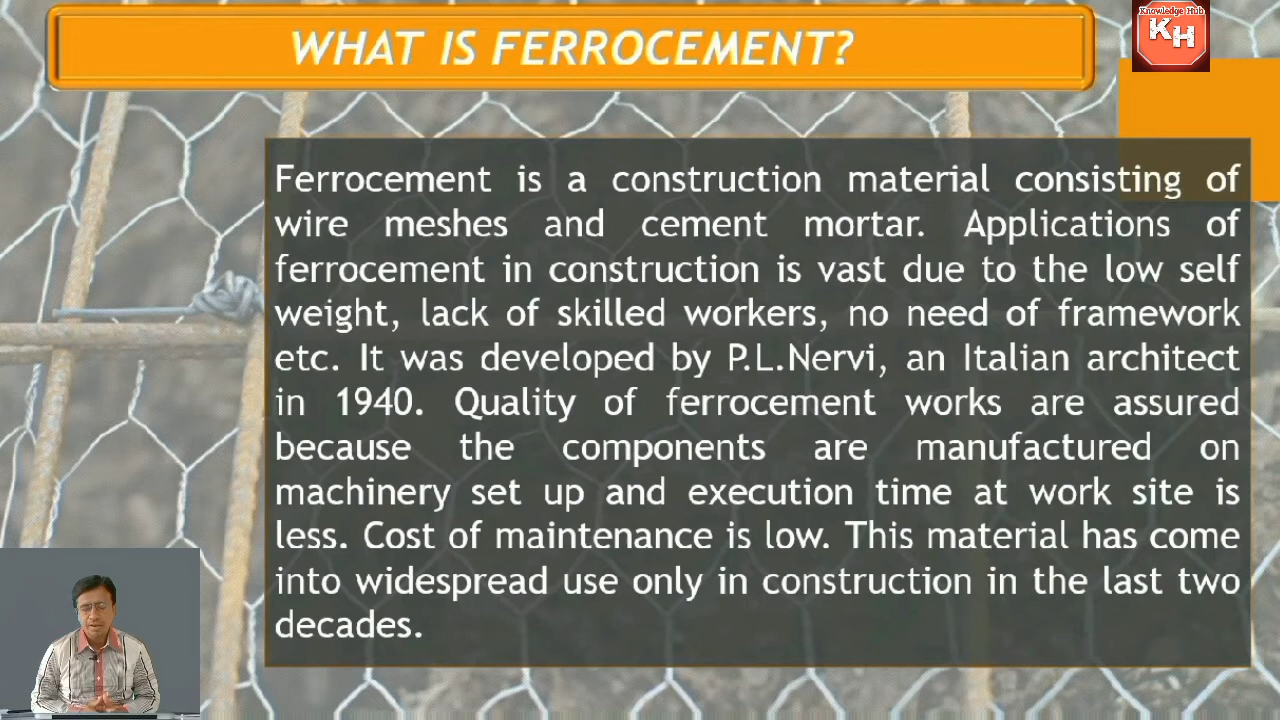 WHAT IS FERROCEMENT?
Knowledge Hub
KH
Ferrocement is a construction material consisting of
wire meshes and cement mortar. Applications of
ferrocement in construction is vast due to the low self
weight, lack of skilled workers, no need of framework
etc. It was developed by P.L.Nervi, an Italian architect
in 1940. Quality of ferrocement works are assured
because the components are manufactured on
machinery set up and execution time at work site is
less. Cost of maintenance is low. This material has come
into widespread use only in construction in the last two
decades.